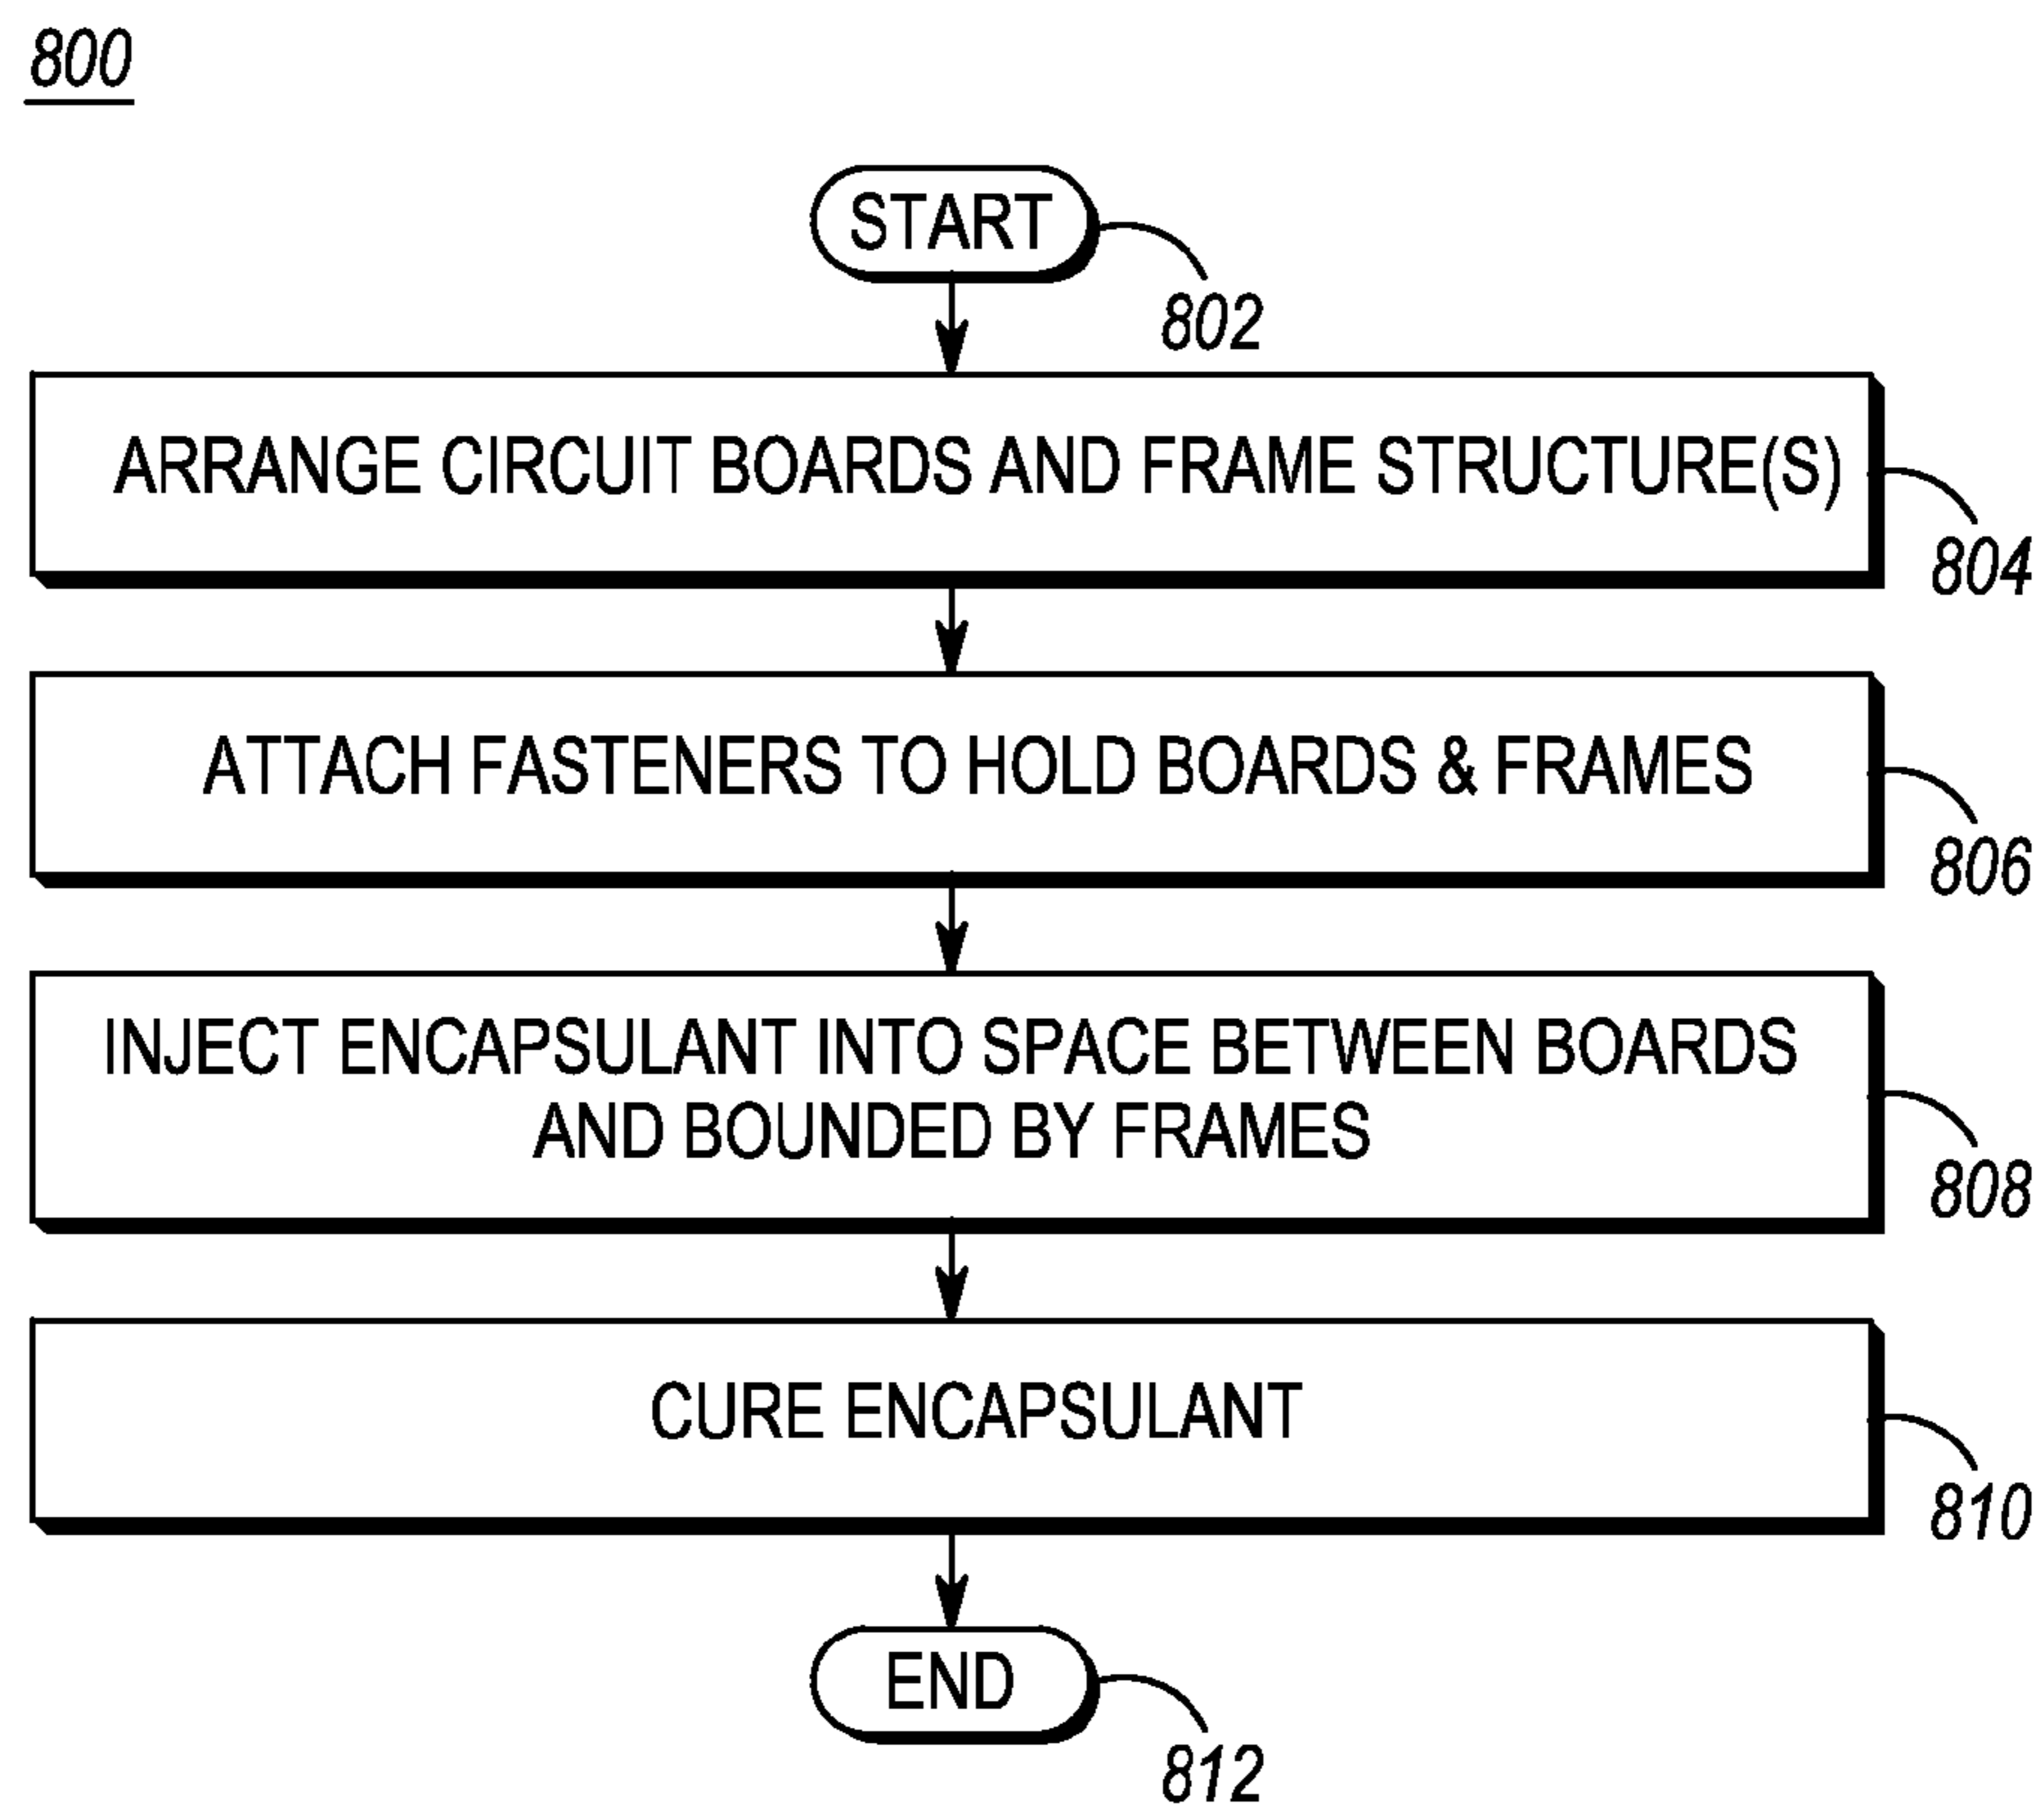 800
START
802
ARRANGE CIRCUIT BOARDS AND FRAME STRUCTURE(S)
804
ATTACH FASTENERS TO HOLD BOARDS & FRAMES
806
INJECT ENCAPSULANT INTO SPACE BETWEEN BOARDS
AND BOUNDED BY FRAMES
808
CURE ENCAPSULANT
810
END
812